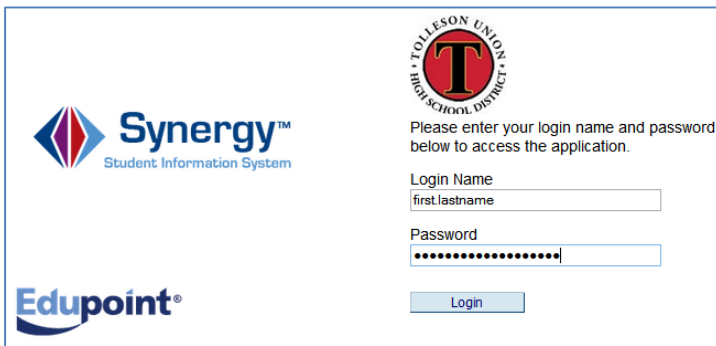 TOLLESON UNION
T
HIGH SCHOOL DISTRICT
Synergy™
Student Information System
Please enter your login name and password
below to access the application.
Login Name
first.lastname
Password
•••••••••••••••••••
Login
Edupoint®